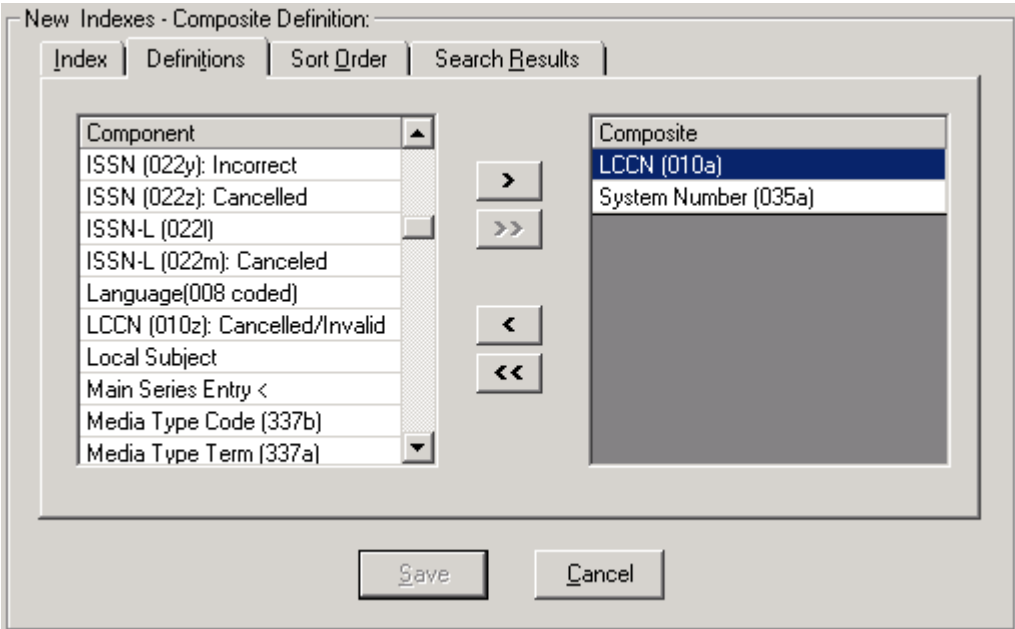 New Indexes - Composite Definition:
Index
Definitions
Sort Order
Search Results
Component
ISSN (022y): Incorrect
ISSN (022z): Cancelled
ISSN-L (022l)
ISSN-L (022m): Canceled
Language(008 coded)
LCCN (010z): Cancelled/Invalid
Local Subject
Main Series Entry <
Media Type Code (337b)
Media Type Term (337a)
>
>>
<
<<
Composite
LCCN (010a)
System Number (035a)
Save
Cancel